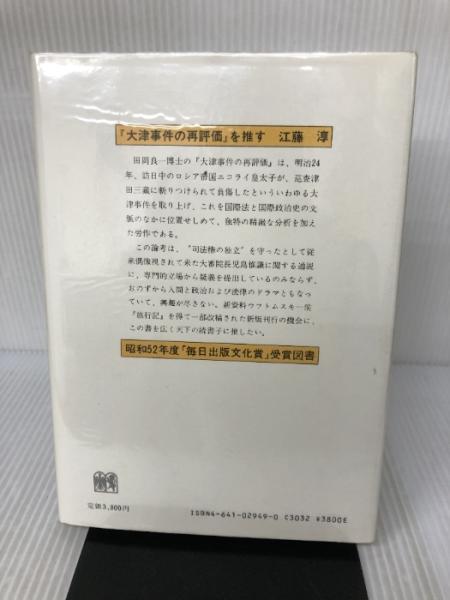 『大津事件の再評価』を推す　江藤　淳
田岡良一博士の『大津事件の再評価』は、明治24
年、訪日中のロシア帝国ニコライ皇太子が、巡査津
田三蔵に斬りつけられて負傷したといういわゆる大
津事件を取り上げ、これを国際法と国際政治史の文
脈のなかに位置せしめて、独特の精緻な分析を加え
た労作である。
この論考は、"司法権の独立"を守ったとして従
来偶像視されて来た大審院長児島惟謙に関する通説
に、専門的立場から疑義を提出しているのみならず、
おのずから人間と政治および法律のドラマともなっ
ていて、興趣が尽きない。新資料ウフトムスキー侯
『旅行記』を得て一部改稿された新版刊行の機会に、
この書を広く天下の読書子に推したい。
昭和52年度「毎日出版文化賞」受賞図書
定価3,800円
ISBN4-641-02949-0 C3032 ¥3800E